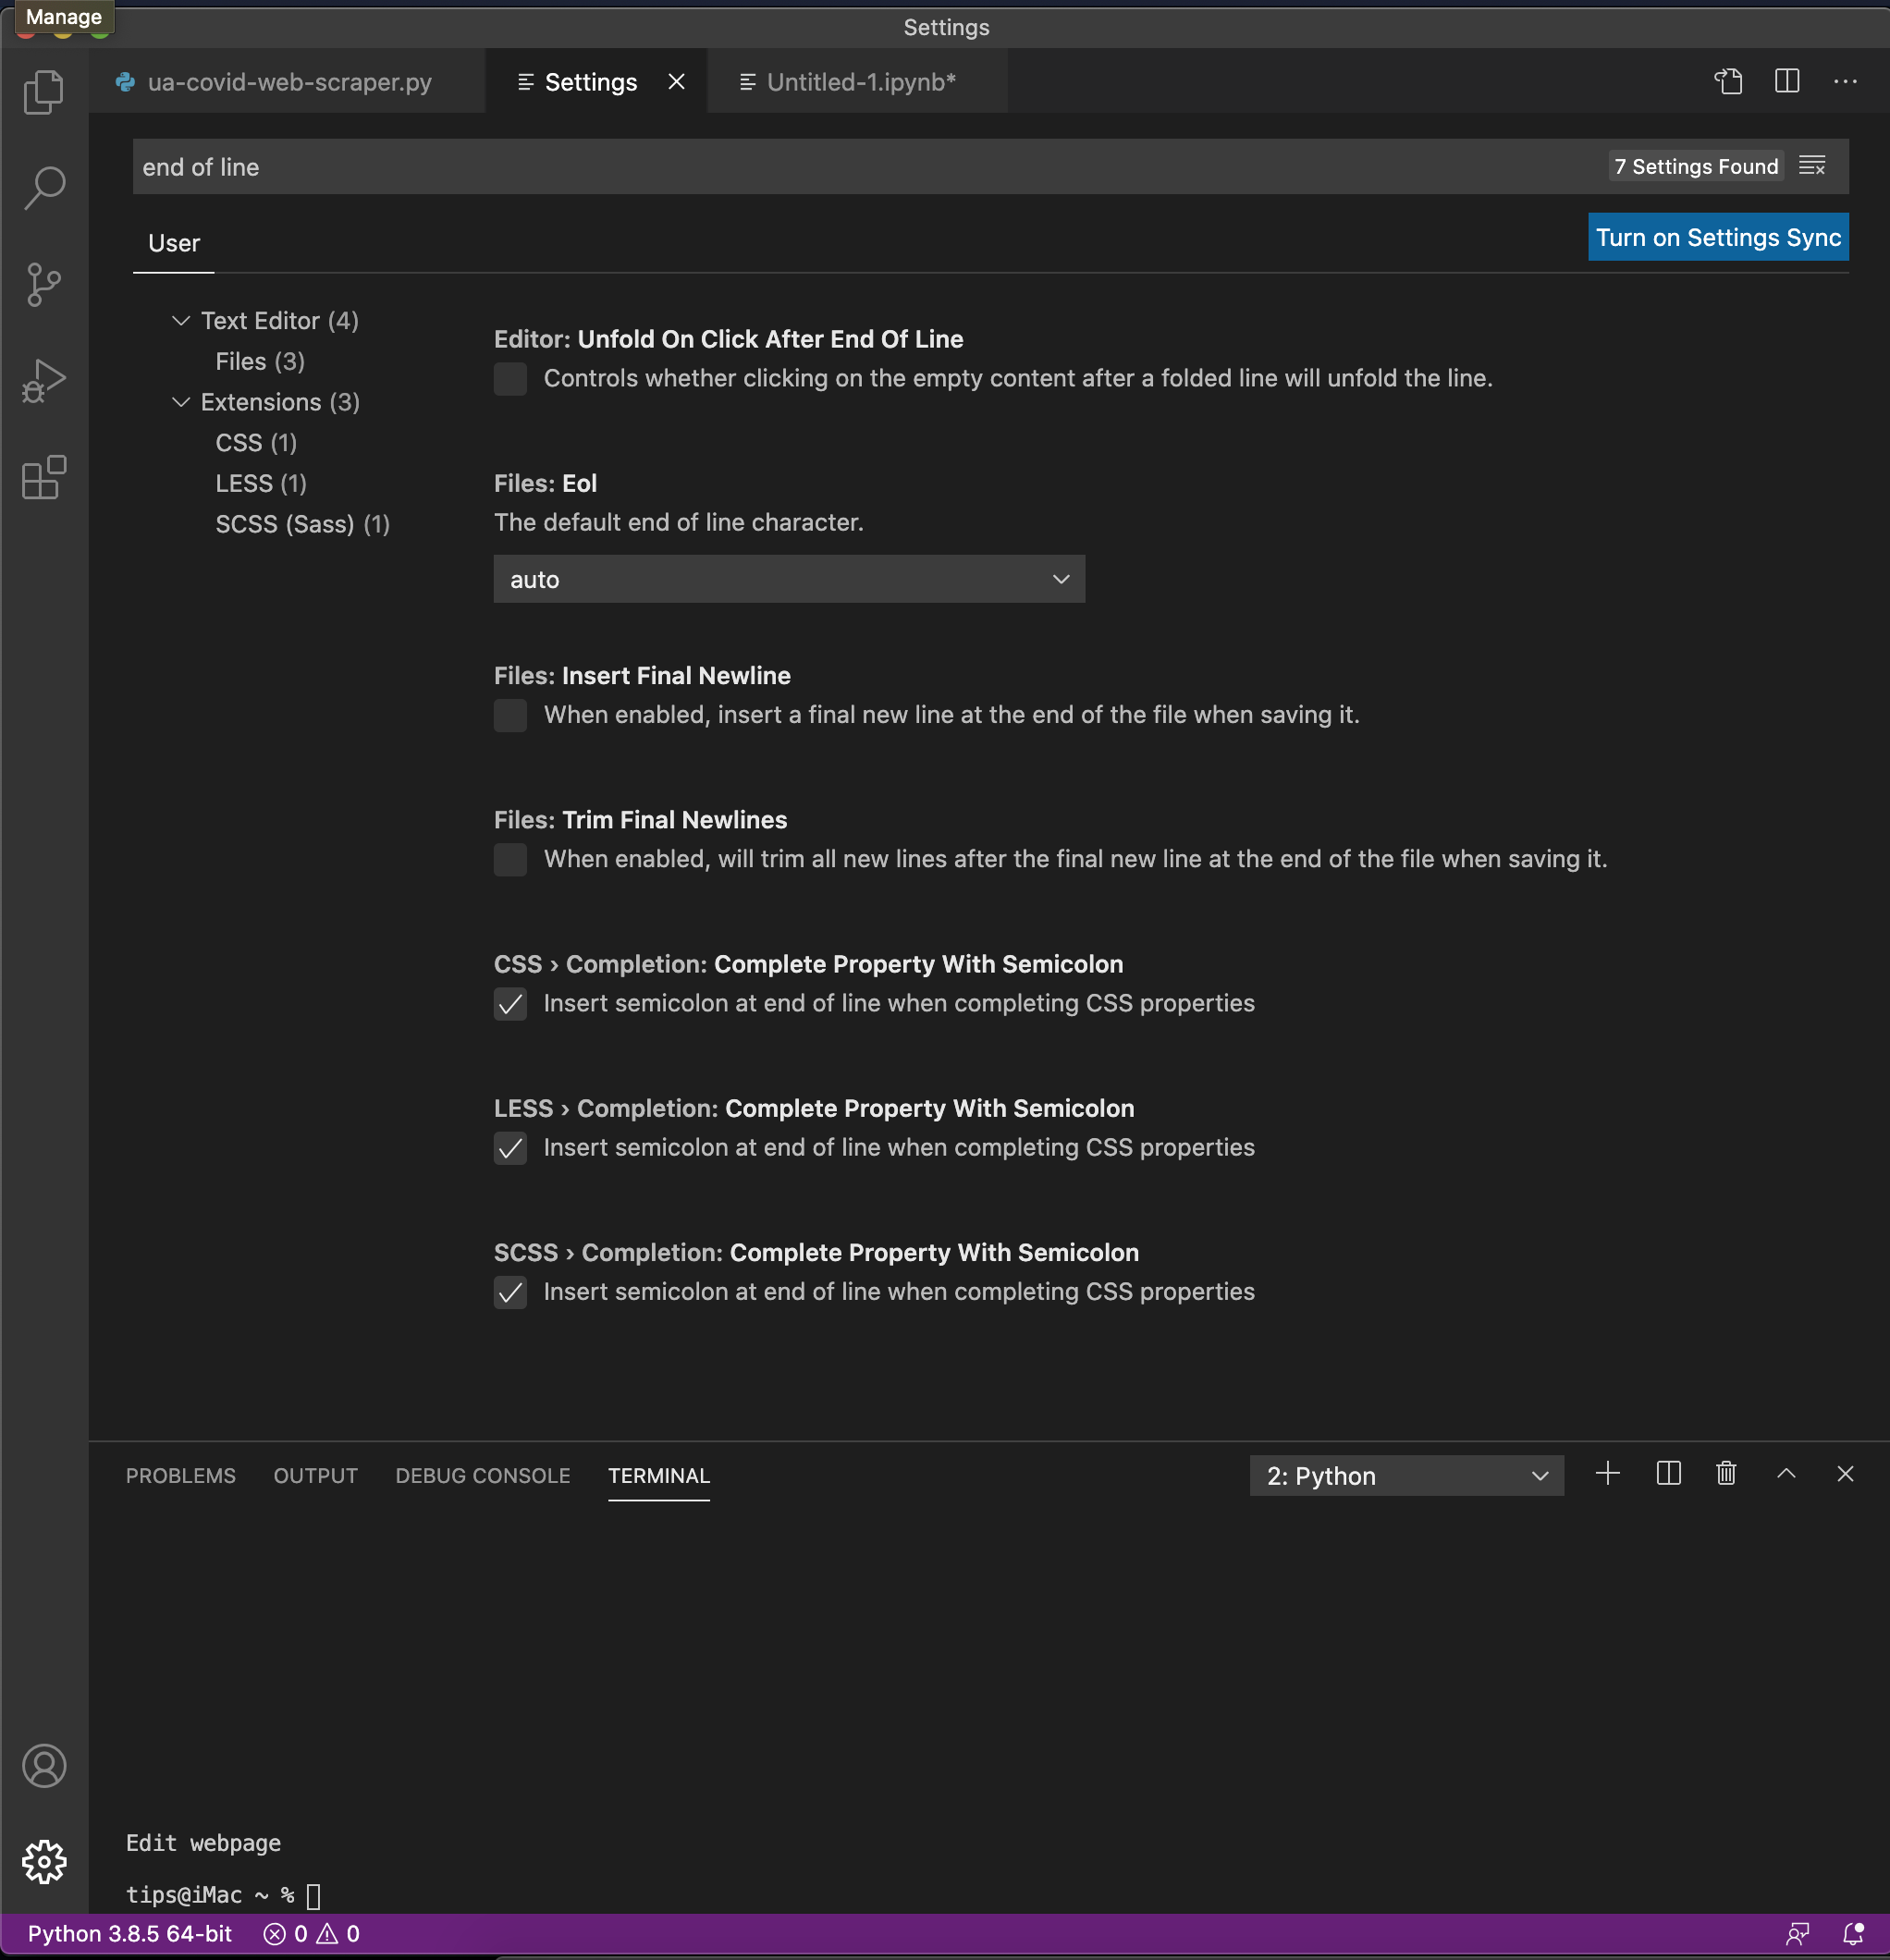 Manage
Settings
ua-covid-web-scraper.py
Settings
Untitled-1.ipynb*
end of line
7 Settings Found
User
Turn on Settings Sync
Text Editor (4)
Files (3)
Extensions (3)
CSS (1)
LESS (1)
SCSS (Sass) (1)
Editor: Unfold On Click After End Of Line
Controls whether clicking on the empty content after a folded line will unfold the line.
Files: Eol
The default end of line character.
auto
Files: Insert Final Newline
When enabled, insert a final new line at the end of the file when saving it.
Files: Trim Final Newlines
When enabled, will trim all new lines after the final new line at the end of the file when saving it.
CSS › Completion: Complete Property With Semicolon
Insert semicolon at end of line when completing CSS properties
LESS › Completion: Complete Property With Semicolon
Insert semicolon at end of line when completing CSS properties
SCSS › Completion: Complete Property With Semicolon
Insert semicolon at end of line when completing CSS properties
PROBLEMS OUTPUT DEBUG CONSOLE TERMINAL
2: Python
Edit webpage
tips@iMac ~ %
Python 3.8.5 64-bit 0 0